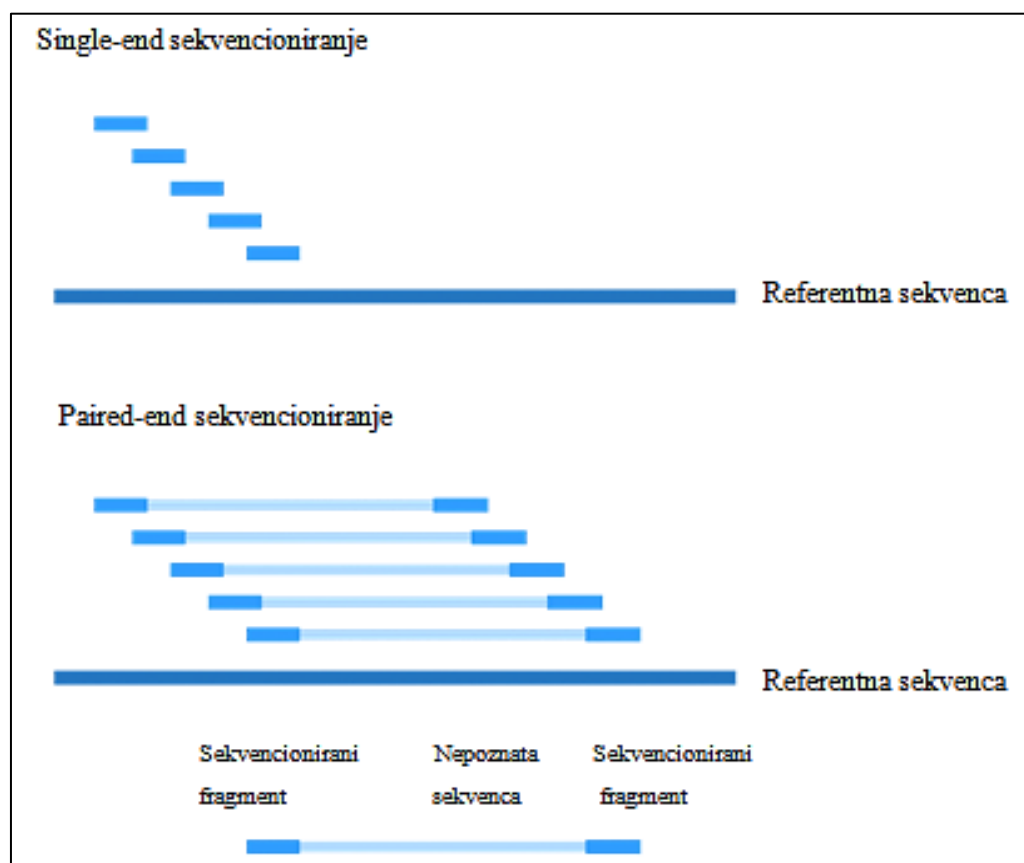 Single-end sekvencioniranje
Referentna sekvenca
Paired-end sekvencioniranje
Referentna sekvenca
Sekvencionirani Nepoznata Sekvencionirani
fragment sekvenca fragment